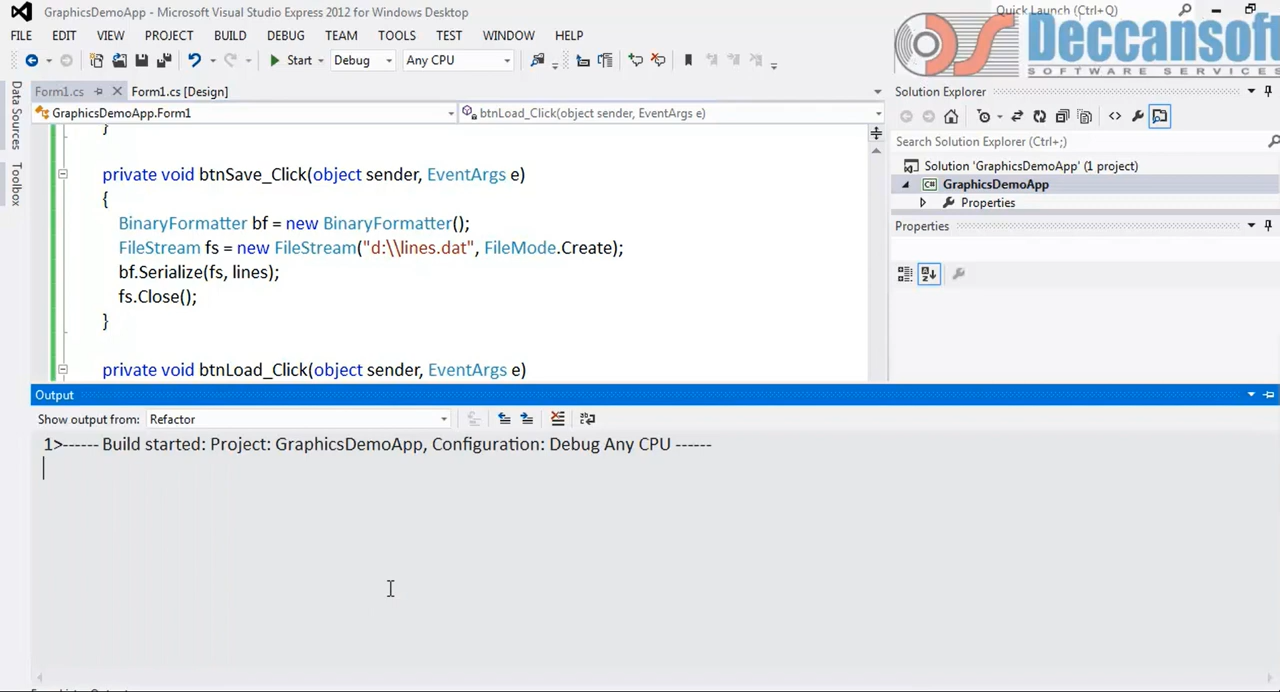 GraphicsDemoApp - Microsoft Visual Studio Express 2012 for Windows Desktop
Quick Launch (Ctrl+Q)
FILE EDIT VIEW PROJECT BUILD DEBUG TEAM TOOLS TEST WINDOW HELP
Deccansoft
SOFTWARE SERVICES
Start Debug Any CPU
Form1.cs Form1.cs [Design]
Solution Explorer
GraphicsDemoApp.Form1 btnLoad_Click(object sender, EventArgs e)
Data Sources
Toolbox
Search Solution Explorer (Ctrl+;)
Solution 'GraphicsDemoApp' (1 project)
C# GraphicsDemoApp
Properties
Properties
}
private void btnSave_Click(object sender, EventArgs e)
{
BinaryFormatter bf = new BinaryFormatter();
FileStream fs = new FileStream("d:\\lines.dat", FileMode.Create);
bf.Serialize(fs, lines);
fs.Close();
}
private void btnLoad_Click(object sender, EventArgs e)
Output
Show output from: Refactor
1>------ Build started: Project: GraphicsDemoApp, Configuration: Debug Any CPU ------